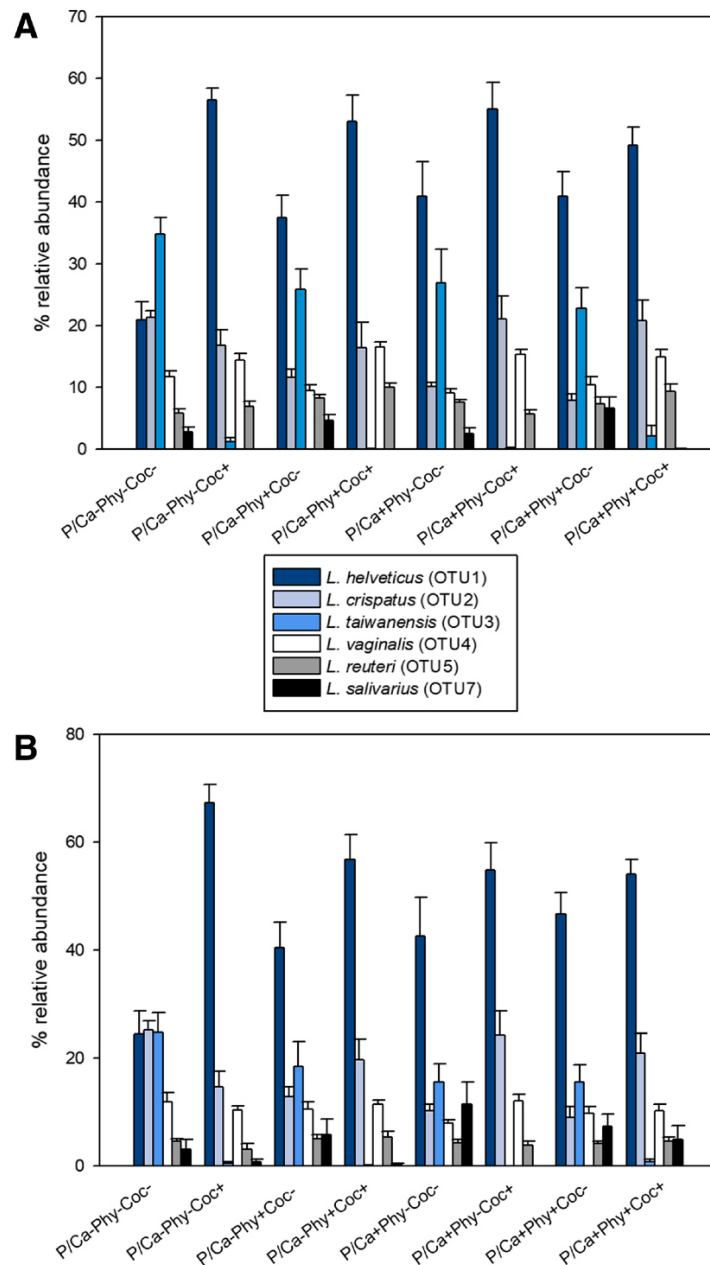 A
% relative abundance
70
60
50
40
30
20
10
0
P/Ca-Phy-Coc-
P/Ca-Phy-Coc+
P/Ca-Phy+Coc-
P/Ca-Phy+Coc+
P/Ca+Phy-Coc-
P/Ca+Phy-Coc+
P/Ca+Phy+Coc-
P/Ca+Phy+Coc+
L. helveticus (OTU1)
L. crispatus (OTU2)
L. taiwanensis (OTU3)
L. vaginalis (OTU4)
L. reuteri (OTU5)
L. salivarius (OTU7)
B
% relative abundance
80
60
40
20
0
P/Ca-Phy-Coc-
P/Ca-Phy-Coc+
P/Ca-Phy+Coc-
P/Ca-Phy+Coc+
P/Ca+Phy-Coc-
P/Ca+Phy-Coc+
P/Ca+Phy+Coc-
P/Ca+Phy+Coc+